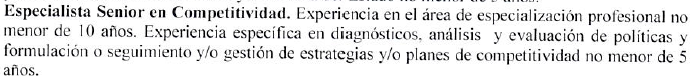 Especialista Senior en Competitividad. Experiencia en el área de especialización profesional no
menor de 10 años. Experiencia específica en diagnósticos, análisis y evaluación de políticas y
formulación o seguimiento y/o gestión de estrategias y/o planes de competitividad no menor de 5
años.